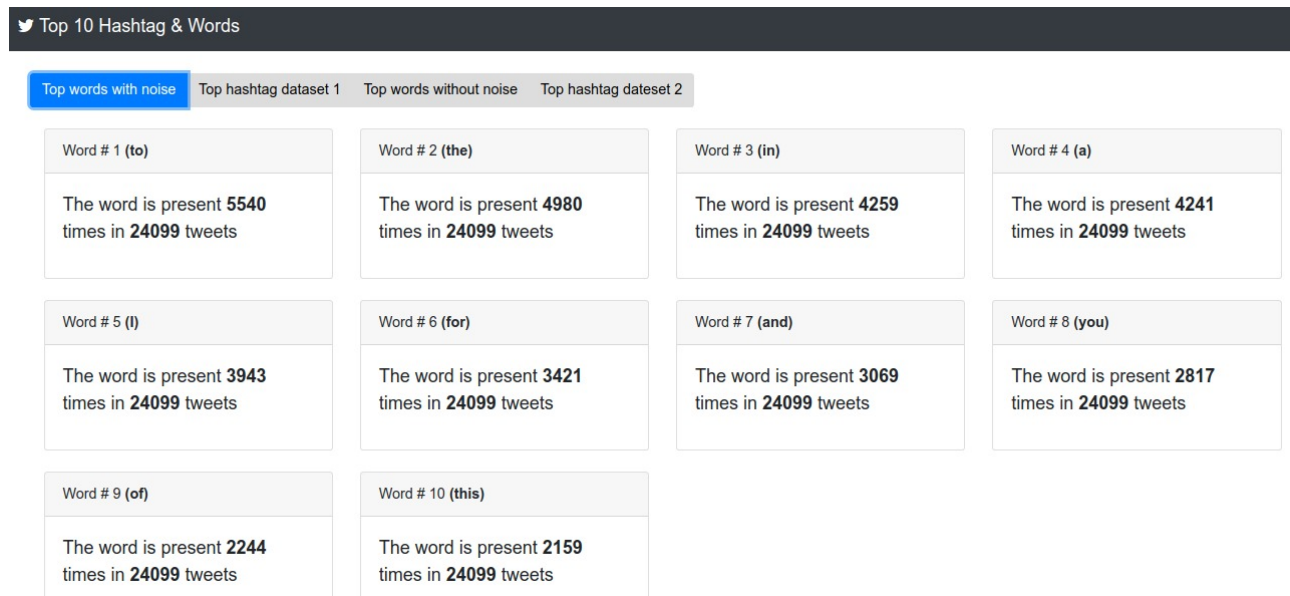 Top 10 Hashtag & Words
Top words with noise Top hashtag dataset 1 Top words without noise Top hashtag dateset 2
Word # 1 (to)
The word is present 5540
times in 24099 tweets
Word # 2 (the)
The word is present 4980
times in 24099 tweets
Word # 3 (in)
The word is present 4259
times in 24099 tweets
Word # 4 (a)
The word is present 4241
times in 24099 tweets
Word # 5 (I)
The word is present 3943
times in 24099 tweets
Word # 6 (for)
The word is present 3421
times in 24099 tweets
Word # 7 (and)
The word is present 3069
times in 24099 tweets
Word # 8 (you)
The word is present 2817
times in 24099 tweets
Word # 9 (of)
The word is present 2244
times in 24099 tweets
Word # 10 (this)
The word is present 2159
times in 24099 tweets